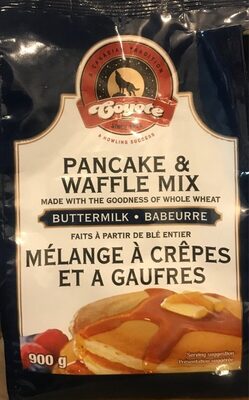 A CANADIAN TRADITION
Coyote
A HOWLING SUCCESS
PANCAKE &
WAFFLE MIX
MADE WITH THE GOODNESS OF WHOLE WHEAT
BUTTERMILK • BABEURRE
FAITS À PARTIR DE BLÉ ENTIER
MÉLANGE À CRÊPES
ET A GAUFRES
900 g
Serving suggestion
Présentation suggérée